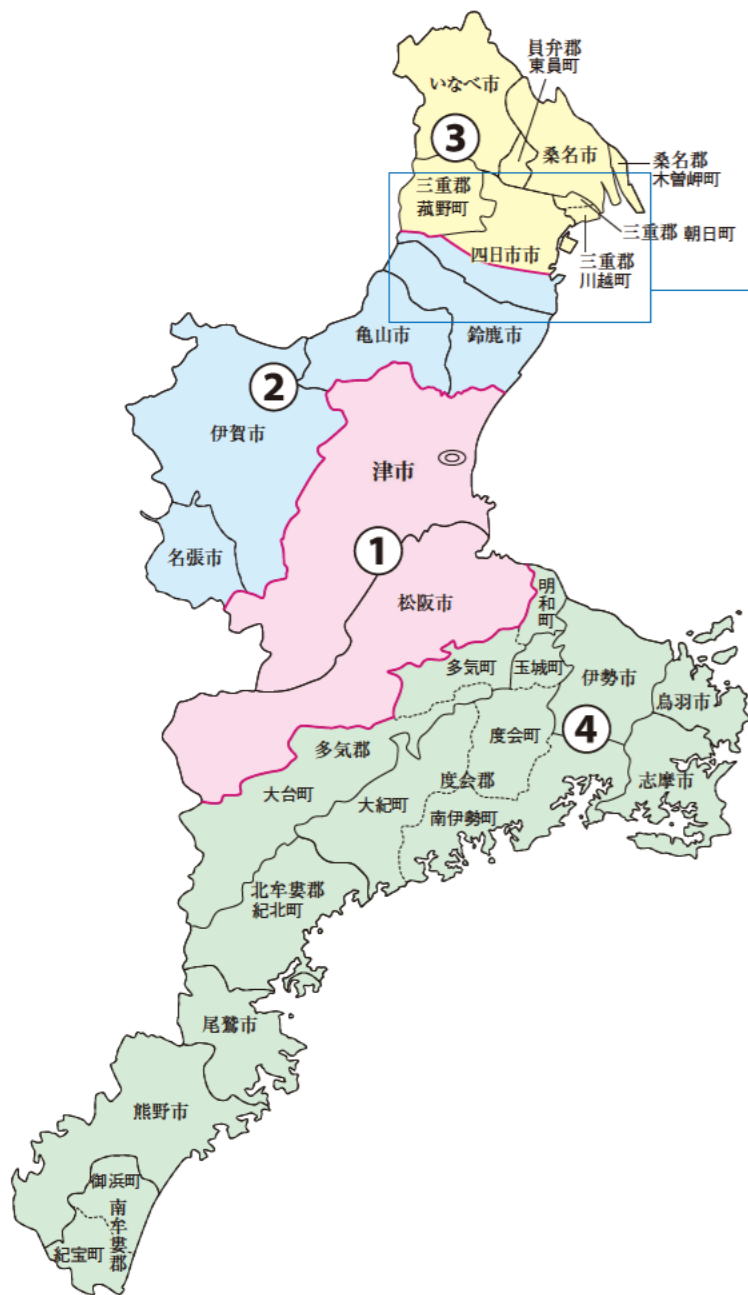 いなべ市
員弁郡
東員町
③
桑名市
桑名郡
木曽岬町
三重郡
菰野町
三重郡 朝日町
四日市市
三重郡
川越町
亀山市
鈴鹿市
②
伊賀市
津市
名張市
①
松阪市
明和町
多気町
玉城町
伊勢市
鳥羽市
④
度会町
多気郡
度会郡
志摩市
大台町
大紀町
南伊勢町
北牟婁郡
紀北町
尾鷲市
熊野市
御浜町
南牟婁郡
紀宝町